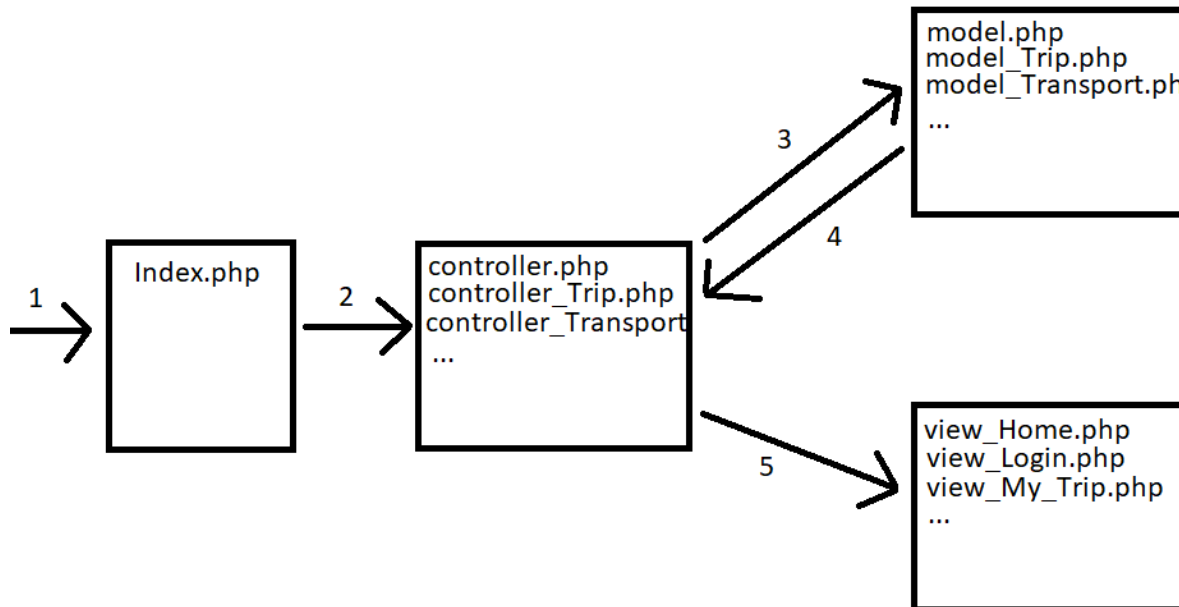 1
Index.php
2
controller.php
controller_Trip.php
controller_Transport
...
3
4
model.php
model_Trip.php
model_Transport.ph
...
5
view_Home.php
view_Login.php
view_My_Trip.php
...